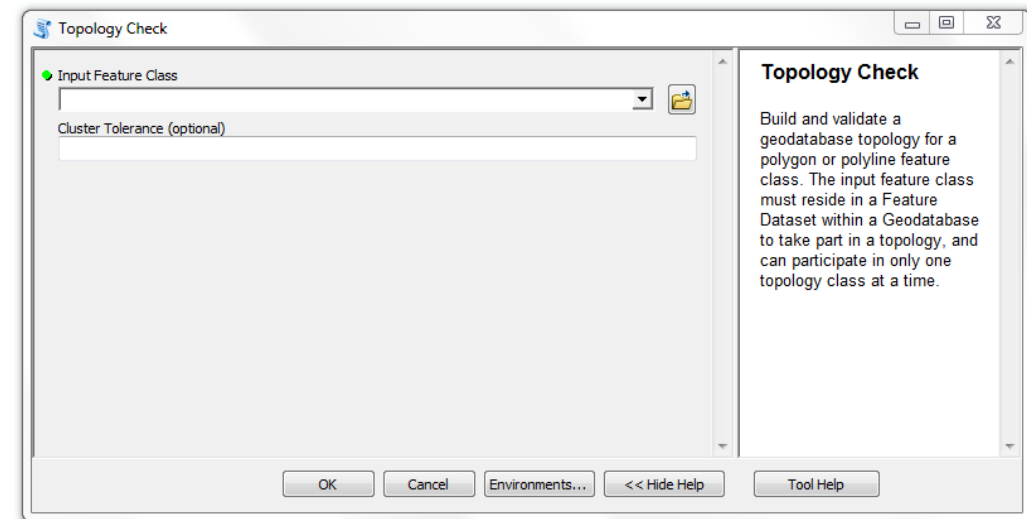 Topology Check
Input Feature Class
Cluster Tolerance (optional)
Topology Check
Build and validate a
geodatabase topology for a
polygon or polyline feature
class. The input feature class
must reside in a Feature
Dataset within a Geodatabase
to take part in a topology, and
can participate in only one
topology class at a time.
OK
Cancel
Environments...
<< Hide Help
Tool Help